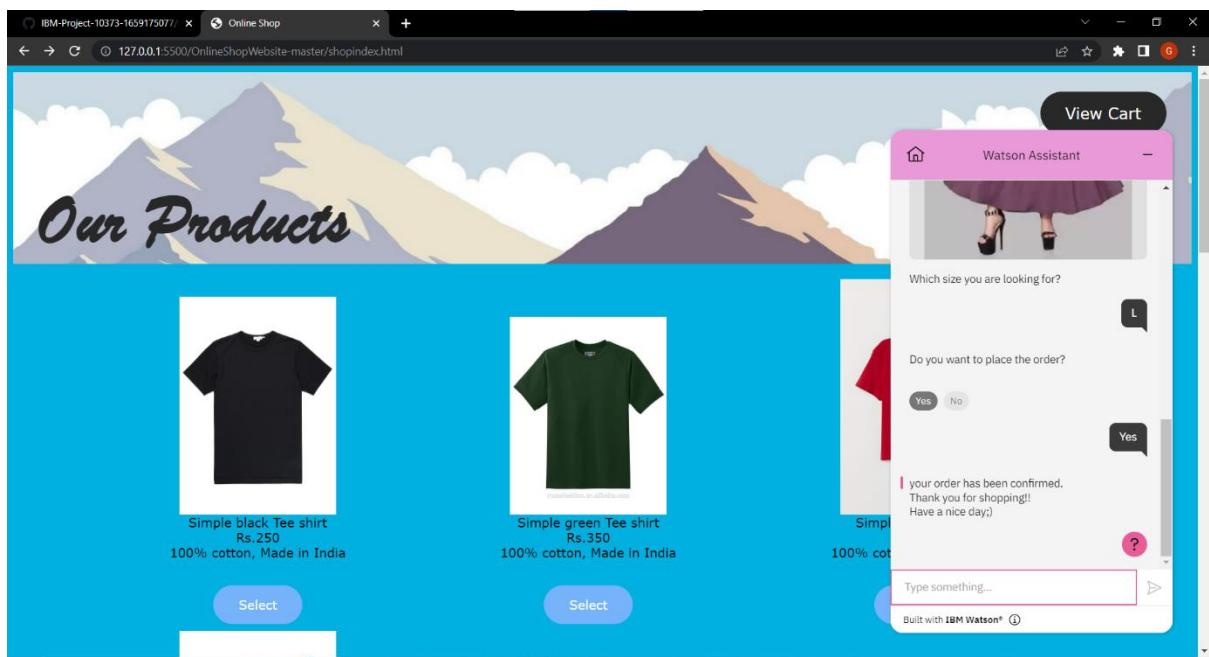 IBM-Project-10373-1659175077/
Online Shop
127.0.0.1:5500/OnlineShopWebsite-master/shopindex.html
G
View Cart
Our Products
Watson Assistant
Which size you are looking for?
L
Do you want to place the order?
Yes No
Yes
your order has been confirmed.
Thank you for shopping!!
Have a nice day;)
?
Type something...
Built with IBM Watson®
Simple black Tee shirt
Rs.250
100% cotton, Made in India
Select
Simple green Tee shirt
Rs.350
100% cotton, Made in India
Select
Simpl
100% cot